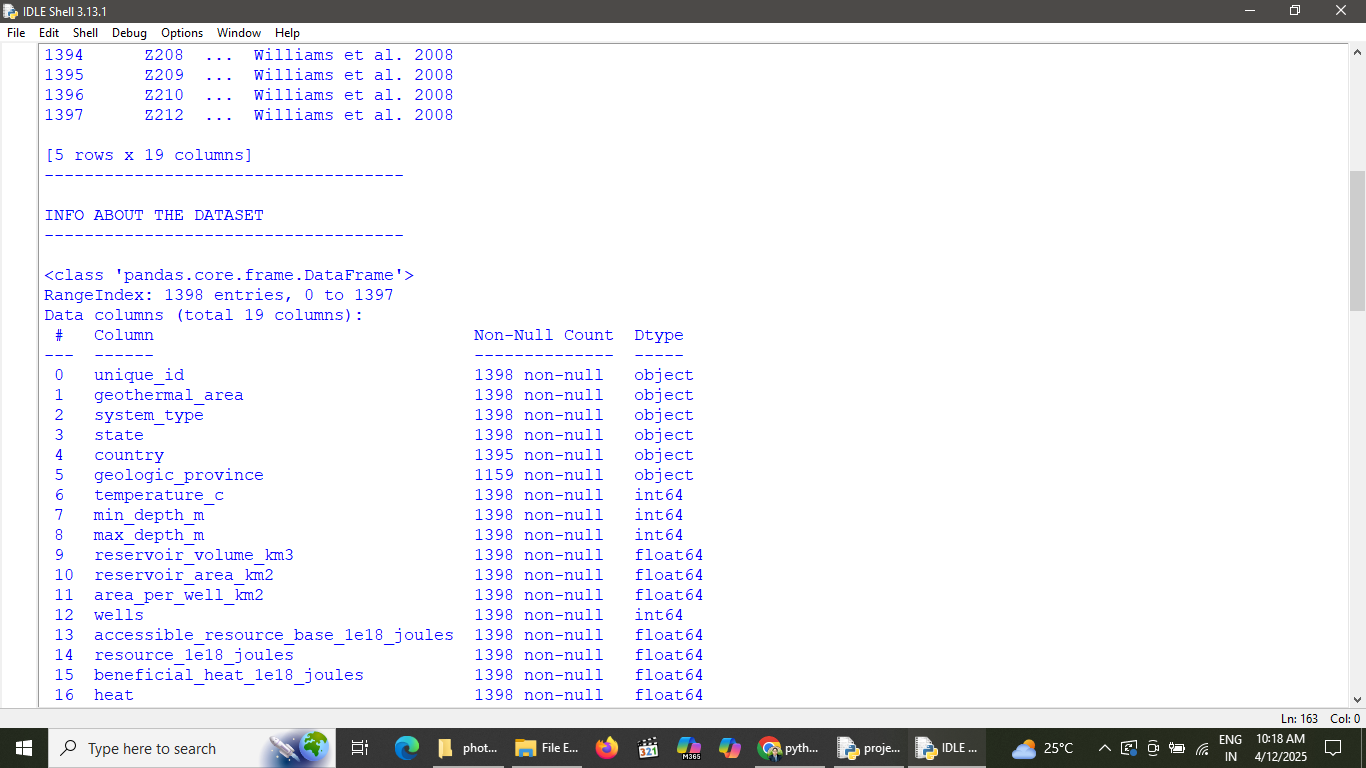 IDLE Shell 3.13.1
File Edit Shell Debug Options Window Help
1394 Z208 ... Williams et al. 2008
1395 Z209 ... Williams et al. 2008
1396 Z210 ... Williams et al. 2008
1397 Z212 ... Williams et al. 2008
[5 rows x 19 columns]
------------------------------------
INFO ABOUT THE DATASET
------------------------------------
<class 'pandas.core.frame.DataFrame'>
RangeIndex: 1398 entries, 0 to 1397
Data columns (total 19 columns):
# Column Non-Null Count Dtype
--- ------ -------------- -----
0 unique_id 1398 non-null object
1 geothermal_area 1398 non-null object
2 system_type 1398 non-null object
3 state 1398 non-null object
4 country 1395 non-null object
5 geologic_province 1159 non-null object
6 temperature_c 1398 non-null int64
7 min_depth_m 1398 non-null int64
8 max_depth_m 1398 non-null int64
9 reservoir_volume_km3 1398 non-null float64
10 reservoir_area_km2 1398 non-null float64
11 area_per_well_km2 1398 non-null float64
12 wells 1398 non-null int64
13 accessible_resource_base_1e18_joules 1398 non-null float64
14 resource_1e18_joules 1398 non-null float64
15 beneficial_heat_1e18_joules 1398 non-null float64
16 heat 1398 non-null float64
Ln: 163 Col: 0
Type here to search
phot...
File E...
321
M365
pyth...
proje...
IDLE ...
25°C
ENG
IN
10:18 AM
4/12/2025